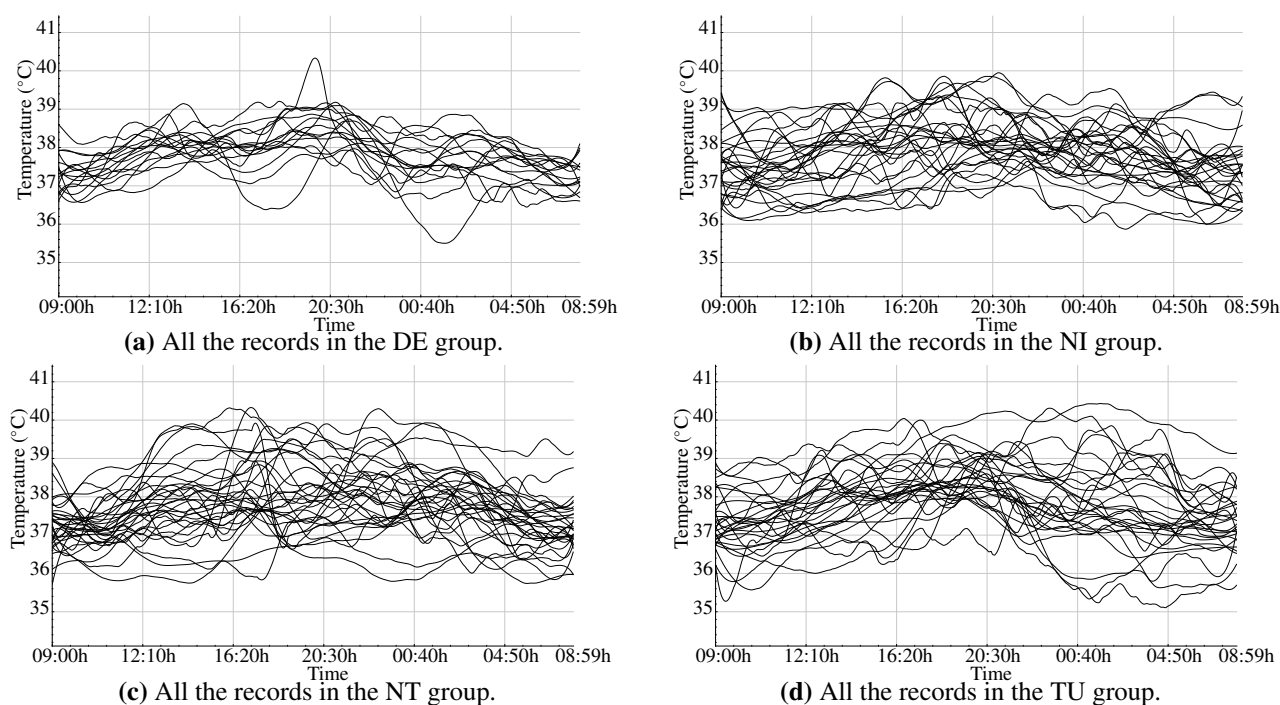 41
40
39
38
37
36
35
Temperature (°C)
09:00h 12:10h 16:20h 20:30h 00:40h 04:50h 08:59h
Time
(a) All the records in the DE group.
41
40
39
38
37
36
35
Temperature (°C)
09:00h 12:10h 16:20h 20:30h 00:40h 04:50h 08:59h
Time
(b) All the records in the NI group.
41
40
39
38
37
36
35
Temperature (°C)
09:00h 12:10h 16:20h 20:30h 00:40h 04:50h 08:59h
Time
(c) All the records in the NT group.
41
40
39
38
37
36
35
Temperature (°C)
09:00h 12:10h 16:20h 20:30h 00:40h 04:50h 08:59h
Time
(d) All the records in the TU group.